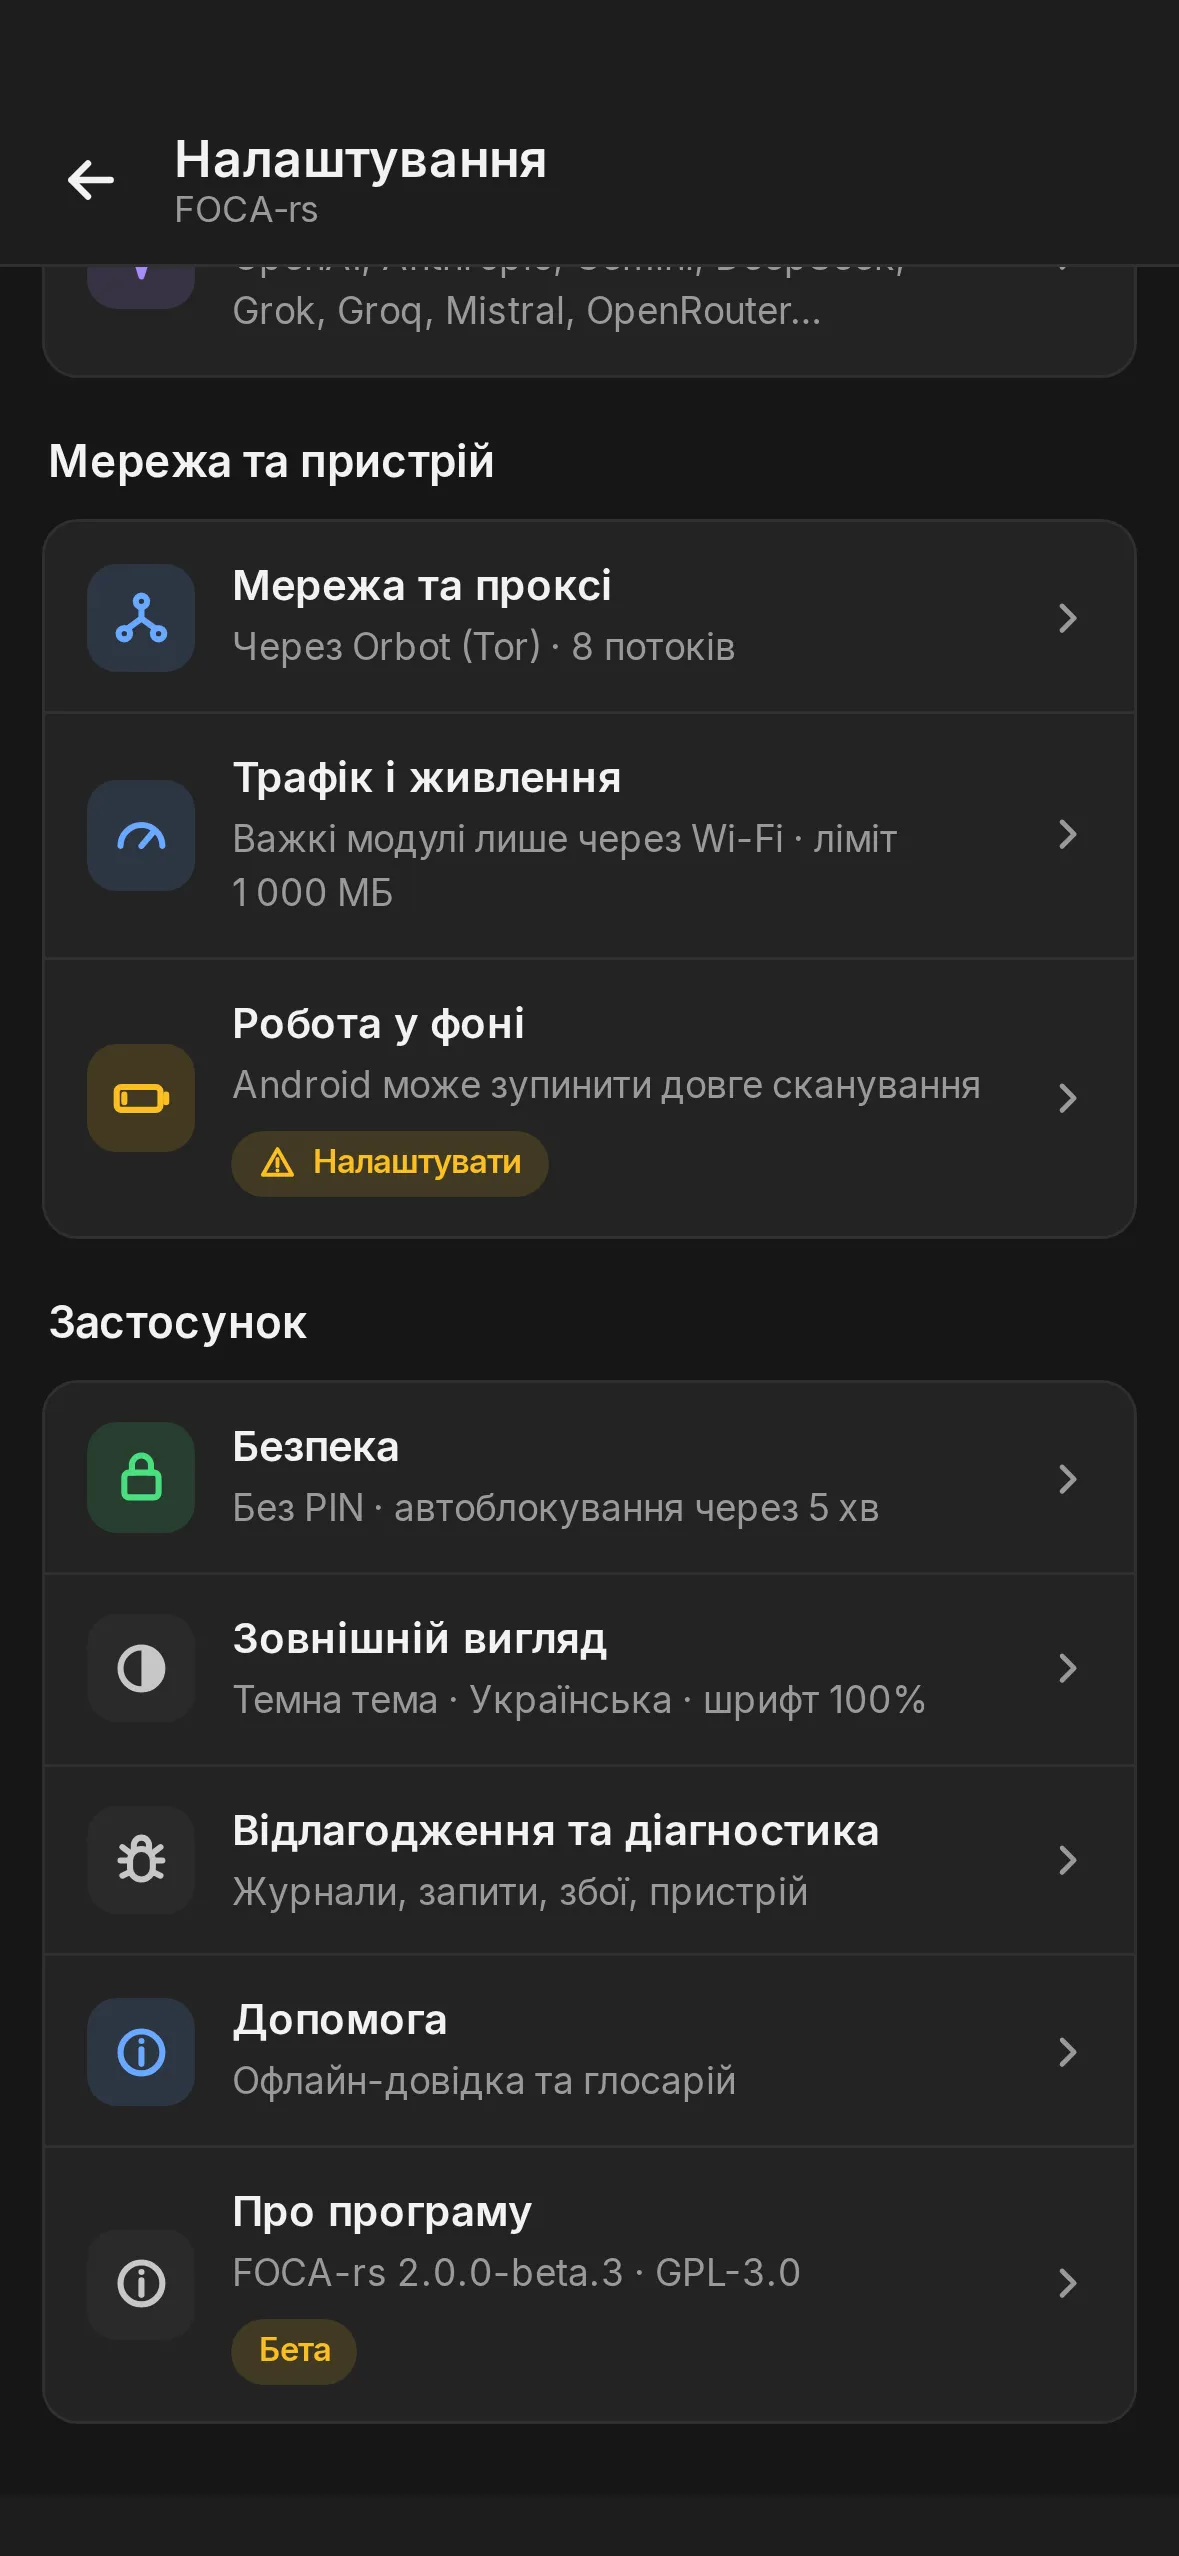 Налаштування
FOCA-rs
OpenAI, Anthropic, Gemini, DeepSeek,
Grok, Groq, Mistral, OpenRouter...
Мережа та пристрій
Мережа та проксі
Через Orbot (Tor) · 8 потоків
Трафік і живлення
Важкі модулі лише через Wi-Fi · ліміт
1 000 МБ
Робота у фоні
Android може зупинити довге сканування
Налаштувати
Застосунок
Безпека
Без PIN · автоблокування через 5 хв
Зовнішній вигляд
Темна тема · Українська · шрифт 100%
Відлагодження та діагностика
Журнали, запити, збої, пристрій
Допомога
Офлайн-довідка та глосарій
Про програму
FOCA-rs 2.0.0-beta.3 · GPL-3.0
Бета